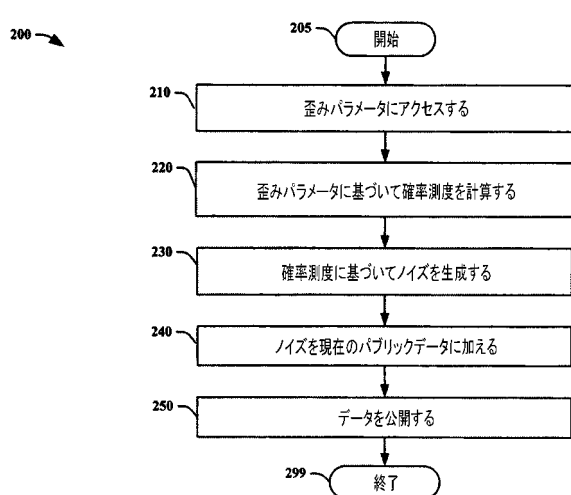 200
205
開始
210
歪みパラメータにアクセスする
220
歪みパラメータに基づいて確率測度を計算する
230
確率測度に基づいてノイズを生成する
240
ノイズを現在のパブリックデータに加える
250
データを公開する
299
終了